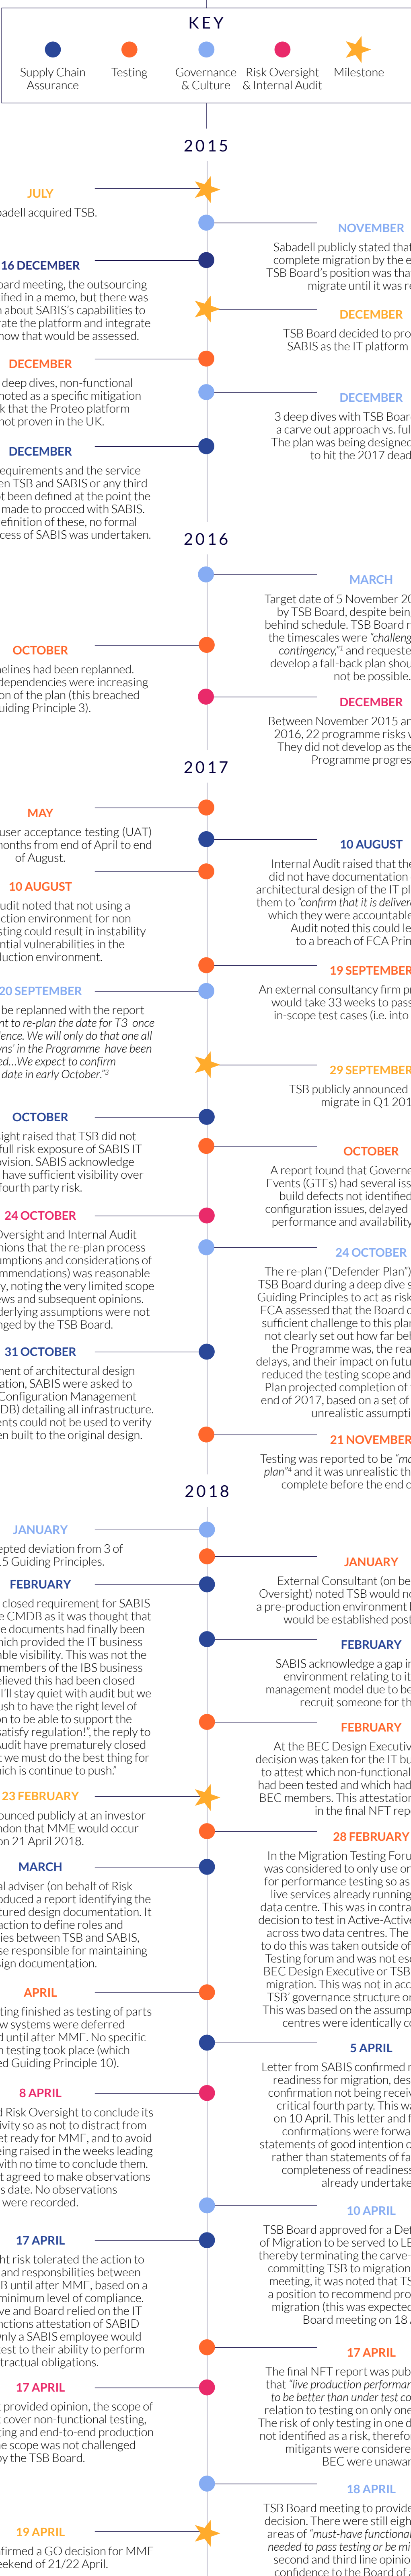 KEY
Supply Chain
Assurance
Testing
Governance
& Culture
Risk Oversight
& Internal Audit
Milestone
2015
JULY
badell acquired TSB.
NOVEMBER
Sabadell publicly stated that
complete migration by the e
TSB Board's position was tha
migrate until it was re
16 DECEMBER
oard meeting, the outsourcing
ified in a memo, but there was
n about SABIS's capabilities to
rate the platform and integrate
how that would be assessed.
DECEMBER
TSB Board decided to pro
SABIS as the IT platform
DECEMBER
deep dives, non-functional
noted as a specific mitigation
k that the Proteo platform
not proven in the UK.
DECEMBER
3 deep dives with TSB Boar
a carve out approach vs. ful
The plan was being designed
to hit the 2017 dead
DECEMBER
equirements and the service
en TSB and SABIS or any third
t been defined at the point the
made to procced with SABIS.
efinition of these, no formal
cess of SABIS was undertaken.
2016
MARCH
Target date of 5 November 20
by TSB Board, despite bein
behind schedule. TSB Board r
the timescales were "challeng
contingency,"1 and requeste
develop a fall-back plan shou
not be possible.
OCTOBER
nelines had been replanned.
dependencies were increasing
on of the plan (this breached
uiding Principle 3).
DECEMBER
Between November 2015 an
2016, 22 programme risks w
They did not develop as the
Programme progres
2017
MAY
user acceptance testing (UAT)
months from end of April to end
of August.
10 AUGUST
Internal Audit raised that the
did not have documentation
architectural design of the IT pl
them to "confirm that it is deliver
which they were accountable
Audit noted this could le
to a breach of FCA Prin
10 AUGUST
udit noted that not using a
ction environment for non
sting could result in instability
ntial vulnerabilities in the
duction environment.
19 SEPTEMBER
An external consultancy firm pr
would take 33 weeks to pass
in-scope test cases (i.e. into
20 SEPTEMBER
be replanned with the report
nt to re-plan the date for T3 once
dence. We will only do that one all
wns' in the Programme have been
ed…We expect to confirm
date in early October."3
29 SEPTEMBER
TSB publicly announced
migrate in Q1 201
OCTOBER
ight raised that TSB did not
full risk exposure of SABIS IT
ovision. SABIS acknowledge
have sufficient visibility over
fourth party risk.
OCTOBER
A report found that Governe
Events (GTEs) had several iss
build defects not identified
configuration issues, delayed
performance and availability
24 OCTOBER
Oversight and Internal Audit
nions that the re-plan process
umptions and considerations of
mmendations) was reasonable
y, noting the very limited scope
ews and subsequent opinions.
derlying assumptions were not
nged by the TSB Board.
24 OCTOBER
The re-plan ("Defender Plan")
TSB Board during a deep dive s
Guiding Principles to act as risk
FCA assessed that the Board d
sufficient challenge to this plan
not clearly set out how far beh
the Programme was, the rea
delays, and their impact on futu
reduced the testing scope and
Plan projected completion of
end of 2017, based on a set of
unrealistic assumpti
31 OCTOBER
ment of architectural design
ation, SABIS were asked to
Configuration Management
DB) detailing all infrastructure.
ents could not be used to verify
en built to the original design.
21 NOVEMBER
Testing was reported to be "ma
plan"4 and it was unrealistic th
complete before the end o
2018
JANUARY
epted deviation from 3 of
15 Guiding Principles.
JANUARY
External Consultant (on be
Oversight) noted TSB would no
a pre-production environment
would be established post
FEBRUARY
closed requirement for SABIS
e CMDB as it was thought that
e documents had finally been
hich provided the IT business
able visibility. This was not the
members of the IBS business
elieved this had been closed
I'll stay quiet with audit but we
ush to have the right level of
on to be able to support the
satisfy regulation!", the reply to
Audit have prematurely closed
t we must do the best thing for
hich is continue to push."
FEBRUARY
SABIS acknowledge a gap in
environment relating to it
management model due to be
recruit someone for th
FEBRUARY
At the BEC Design Executiv
decision was taken for the IT bu
to attest which non-functional
had been tested and which had
BEC members. This attestation
in the final NFT rep
23 FEBRUARY
ounced publicly at an investor
ndon that MME would occur
on 21 April 2018.
28 FEBRUARY
In the Migration Testing Foru
was considered to only use or
for performance testing so as
live services already running
data centre. This was in contra
decision to test in Active-Active
across two data centres. The
to do this was taken outside of
Testing forum and was not esc
BEC Design Executive or TSB
migration. This was not in acc
TSB' governance structure or
This was based on the assump
centres were identically co
MARCH
al adviser (on behalf of Risk
oduced a report identifying the
tured design documentation. It
action to define roles and
ies between TSB and SABIS,
se responsible for maintaining
sign documentation.
APRIL
ting finished as testing of parts
w systems were deferred
d until after MME. No specific
n testing took place (which
ed Guiding Principle 10).
5 APRIL
Letter from SABIS confirmed r
readiness for migration, des
confirmation not being receiv
critical fourth party. This wa
on 10 April. This letter and f
confirmations were forwa
statements of good intention o
rather than statements of fa
completeness of readiness
already undertake
8 APRIL
d Risk Oversight to conclude its
ivity so as not to distract from
et ready for MME, and to avoid
eing raised in the weeks leading
with no time to conclude them.
t agreed to make observations
s date. No observations
were recorded.
10 APRIL
TSB Board approved for a Def
of Migration to be served to LB
thereby terminating the carve-
committing TSB to migration
meeting, it was noted that TS
a position to recommend pro
migration (this was expected
Board meeting on 18 A
17 APRIL
ht risk tolerated the action to
and responsbilities between
B until after MME, based on a
minimum level of compliance.
ve and Board relied on the IT
nctions attestation of SABID
Only a SABIS employee would
test to their ability to perform
tractual obligations.
17 APRIL
The final NFT report was pub
that "live production performar
to be better than under test co
relation to testing on only one
The risk of only testing in one d
not identified as a risk, therefor
mitigants were considere
BEC were unawar
17 APRIL
t provided opinion, the scope of
t cover non-functional testing,
ting and end-to-end production
e scope was not challenged
by the TSB Board.
18 APRIL
TSB Board meeting to provide
decision. There were still eigh
areas of "must-have functional
needed to pass testing or be mi
second and third line opinio
confidence to the Board of
19 APRIL
nfirmed a GO decision for MME
eekend of 21/22 April.